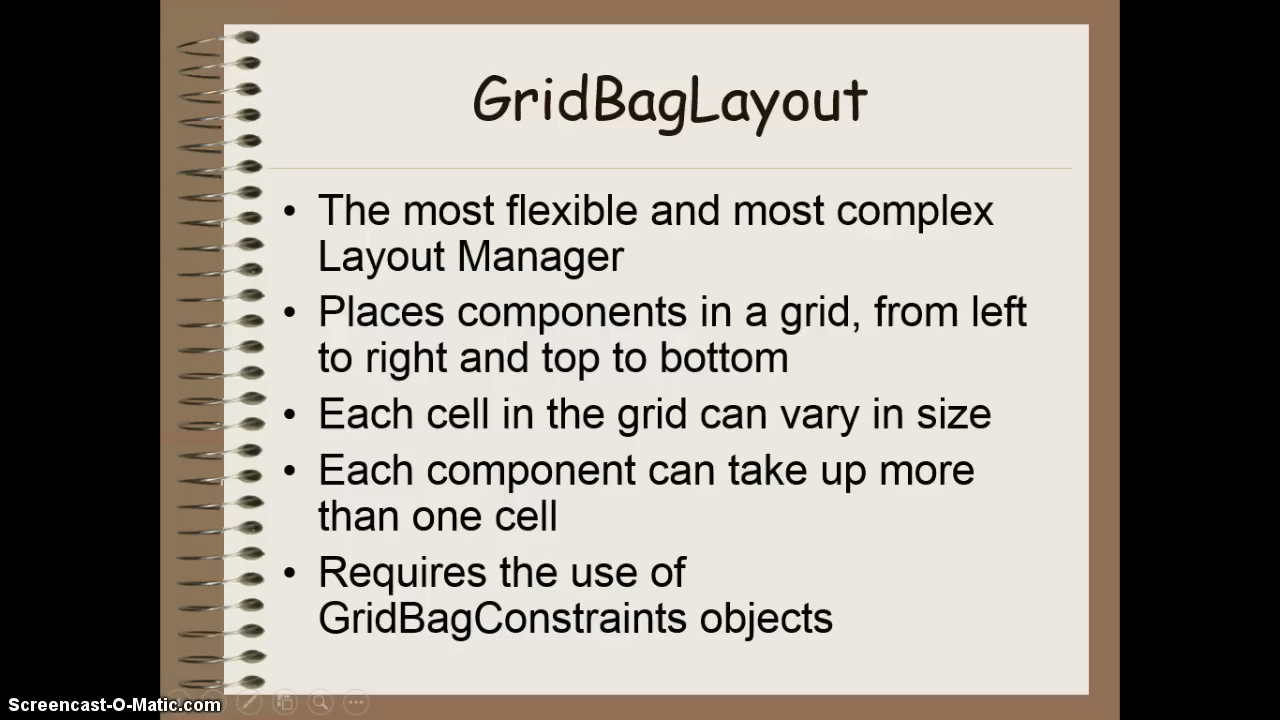 GridBagLayout
• The most flexible and most complex
Layout Manager
• Places components in a grid, from left
to right and top to bottom
• Each cell in the grid can vary in size
• Each component can take up more
than one cell
• Requires the use of
GridBagConstraints objects
Screencast-O-Matic.com